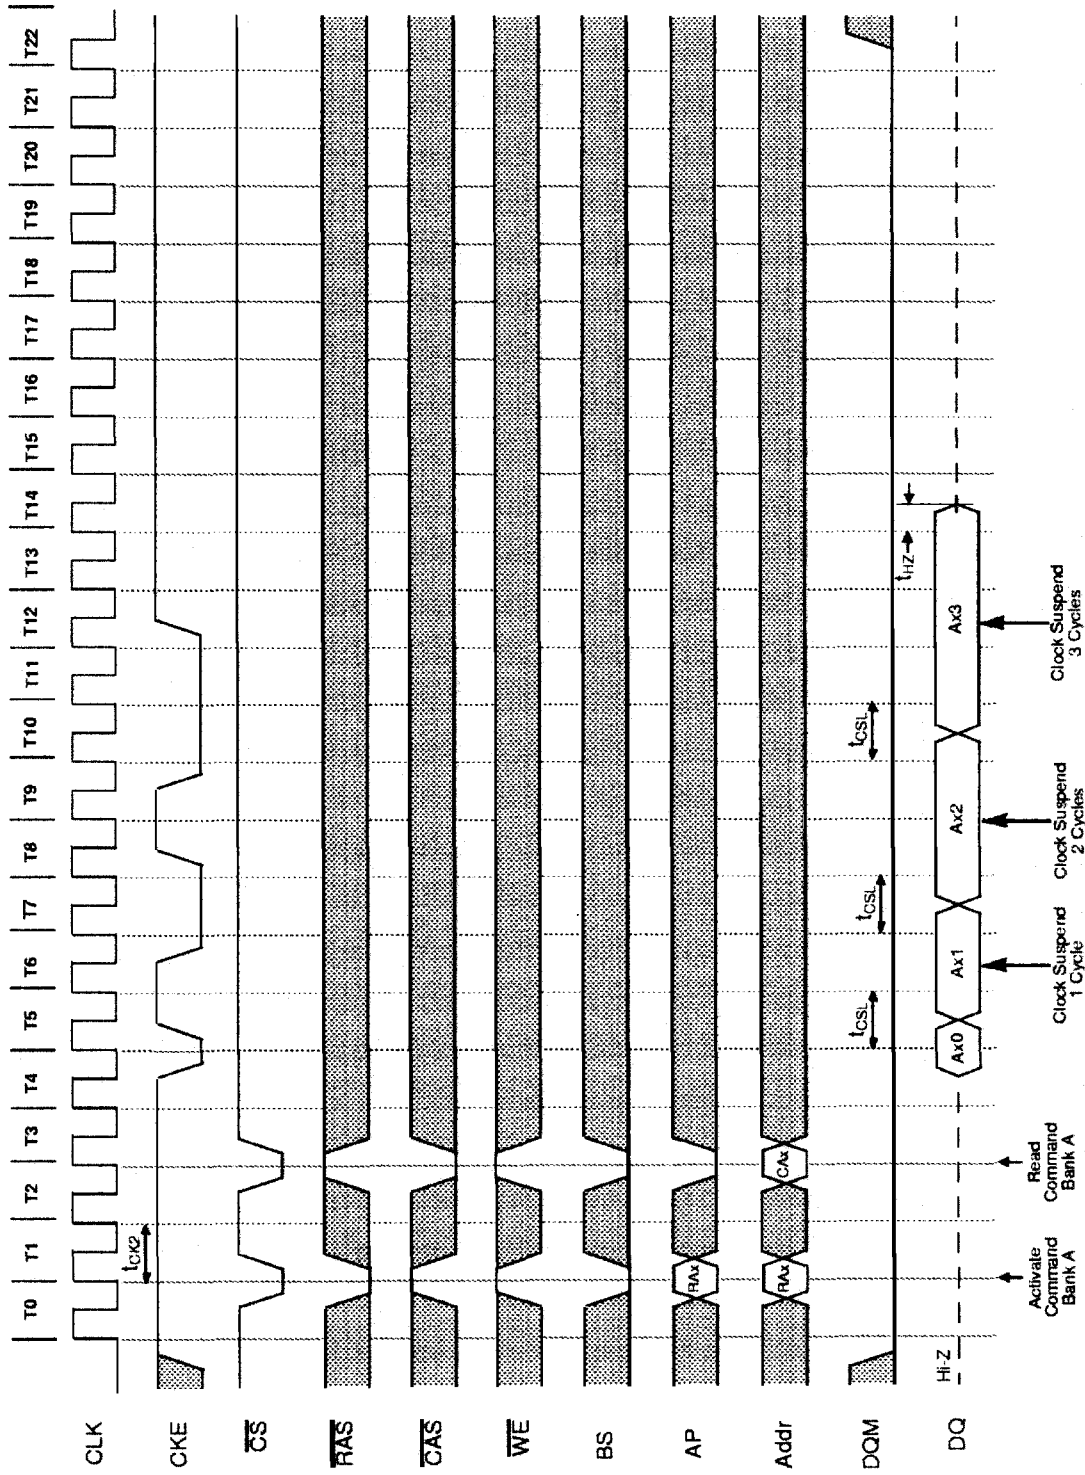 T0 T1 T2 T3 T4 T5 T6 T7 T8 T9 T10 T11 T12 T13 T14 T15 T16 T17 T18 T19 T20 T21 T22
CLK
tCK2
CKE
CS
RAS
CAS
WE
BS
AP
RAx
Addr
RAx CAx
DQM
tCSL tCSL tCSL
tHZ
DQ
Hi-Z
Ax0 Ax1 Ax2 Ax3
Activate
Command
Bank A
Read
Command
Bank A
Clock Suspend
1 Cycle
Clock Suspend
2 Cycles
Clock Suspend
3 Cycles